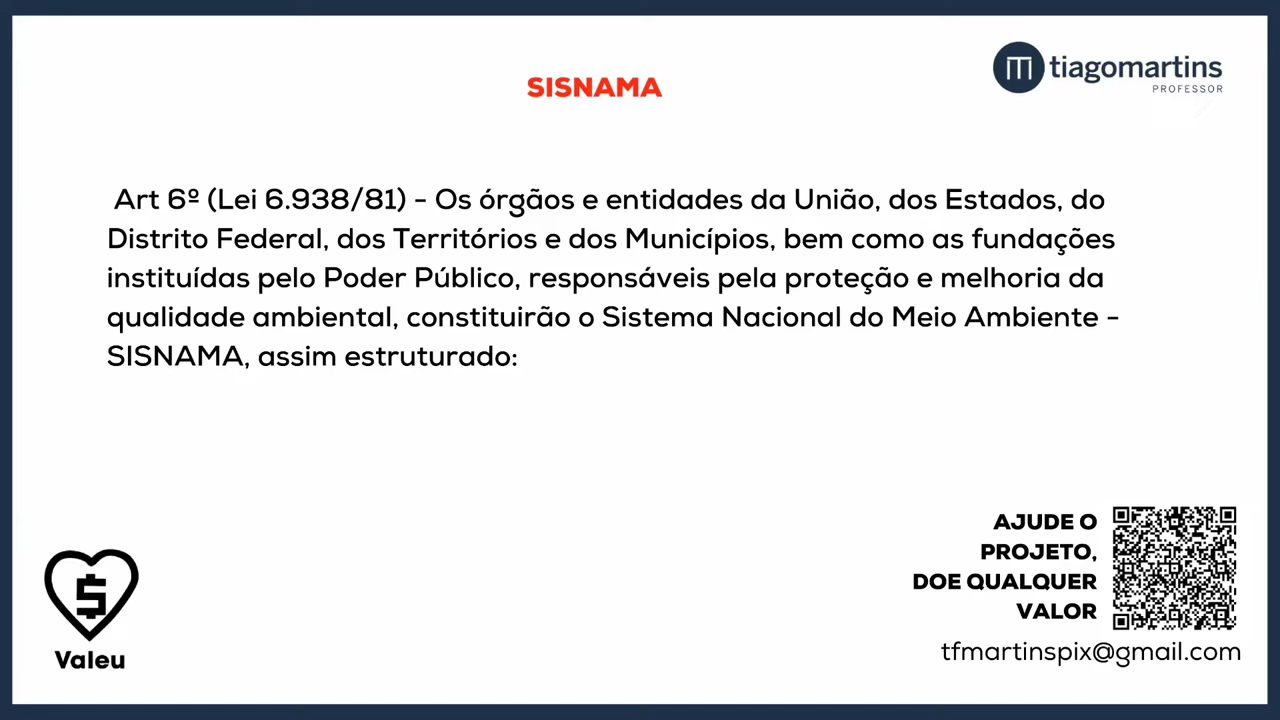 SISNAMA
tiagomartins
PROFESSOR
Art 6º (Lei 6.938/81) - Os órgãos e entidades da União, dos Estados, do
Distrito Federal, dos Territórios e dos Municípios, bem como as fundações
instituídas pelo Poder Público, responsáveis pela proteção e melhoria da
qualidade ambiental, constituirão o Sistema Nacional do Meio Ambiente -
SISNAMA, assim estruturado:
AJUDE O
PROJETO,
DOE QUALQUER
VALOR
tfmartinspix@gmail.com
$
Valeu